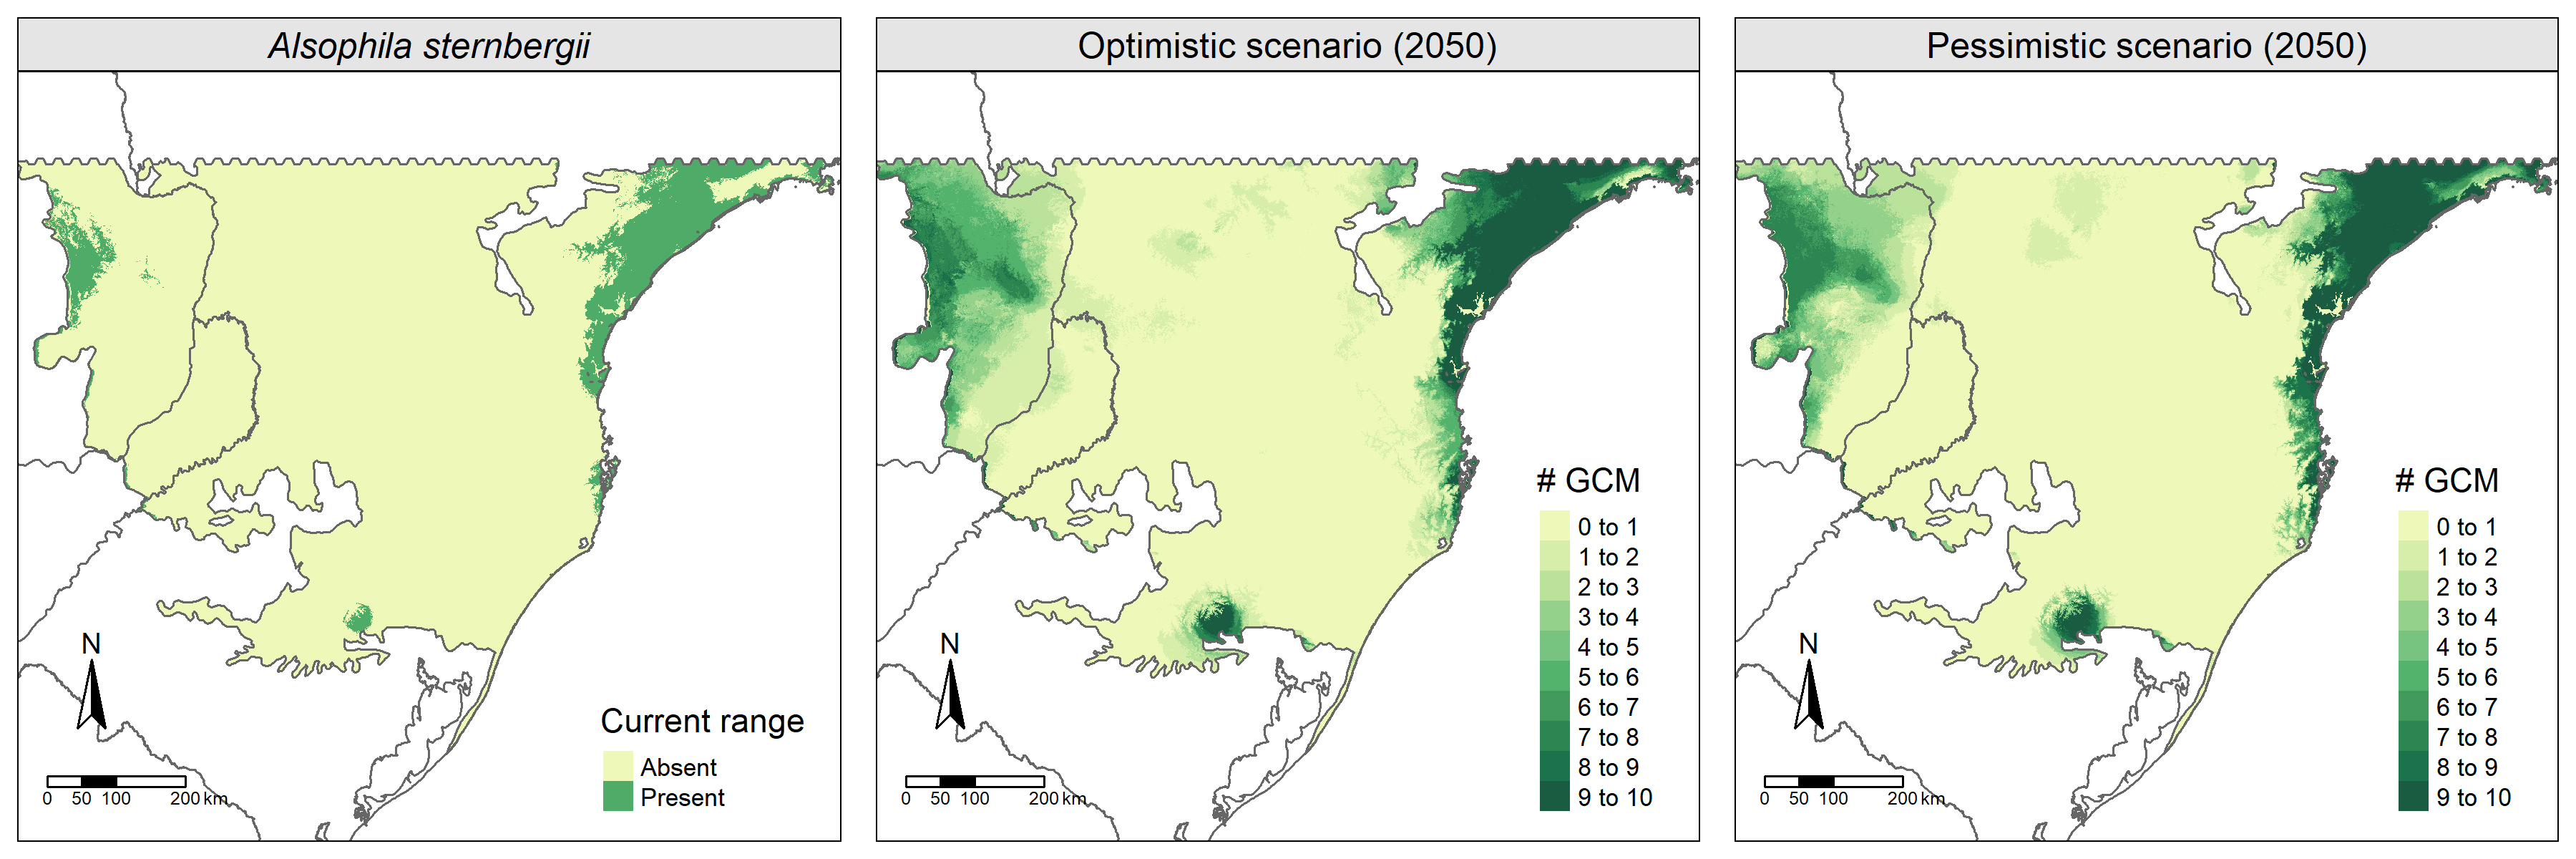 Alsophila sternbergii
N
Current range
Absent
Present
0 50 100 200 km
Optimistic scenario (2050)
# GCM
0 to 1
1 to 2
2 to 3
3 to 4
4 to 5
5 to 6
6 to 7
7 to 8
8 to 9
9 to 10
N
0 50 100 200 km
Pessimistic scenario (2050)
# GCM
0 to 1
1 to 2
2 to 3
3 to 4
4 to 5
5 to 6
6 to 7
7 to 8
8 to 9
9 to 10
N
0 50 100 200 km